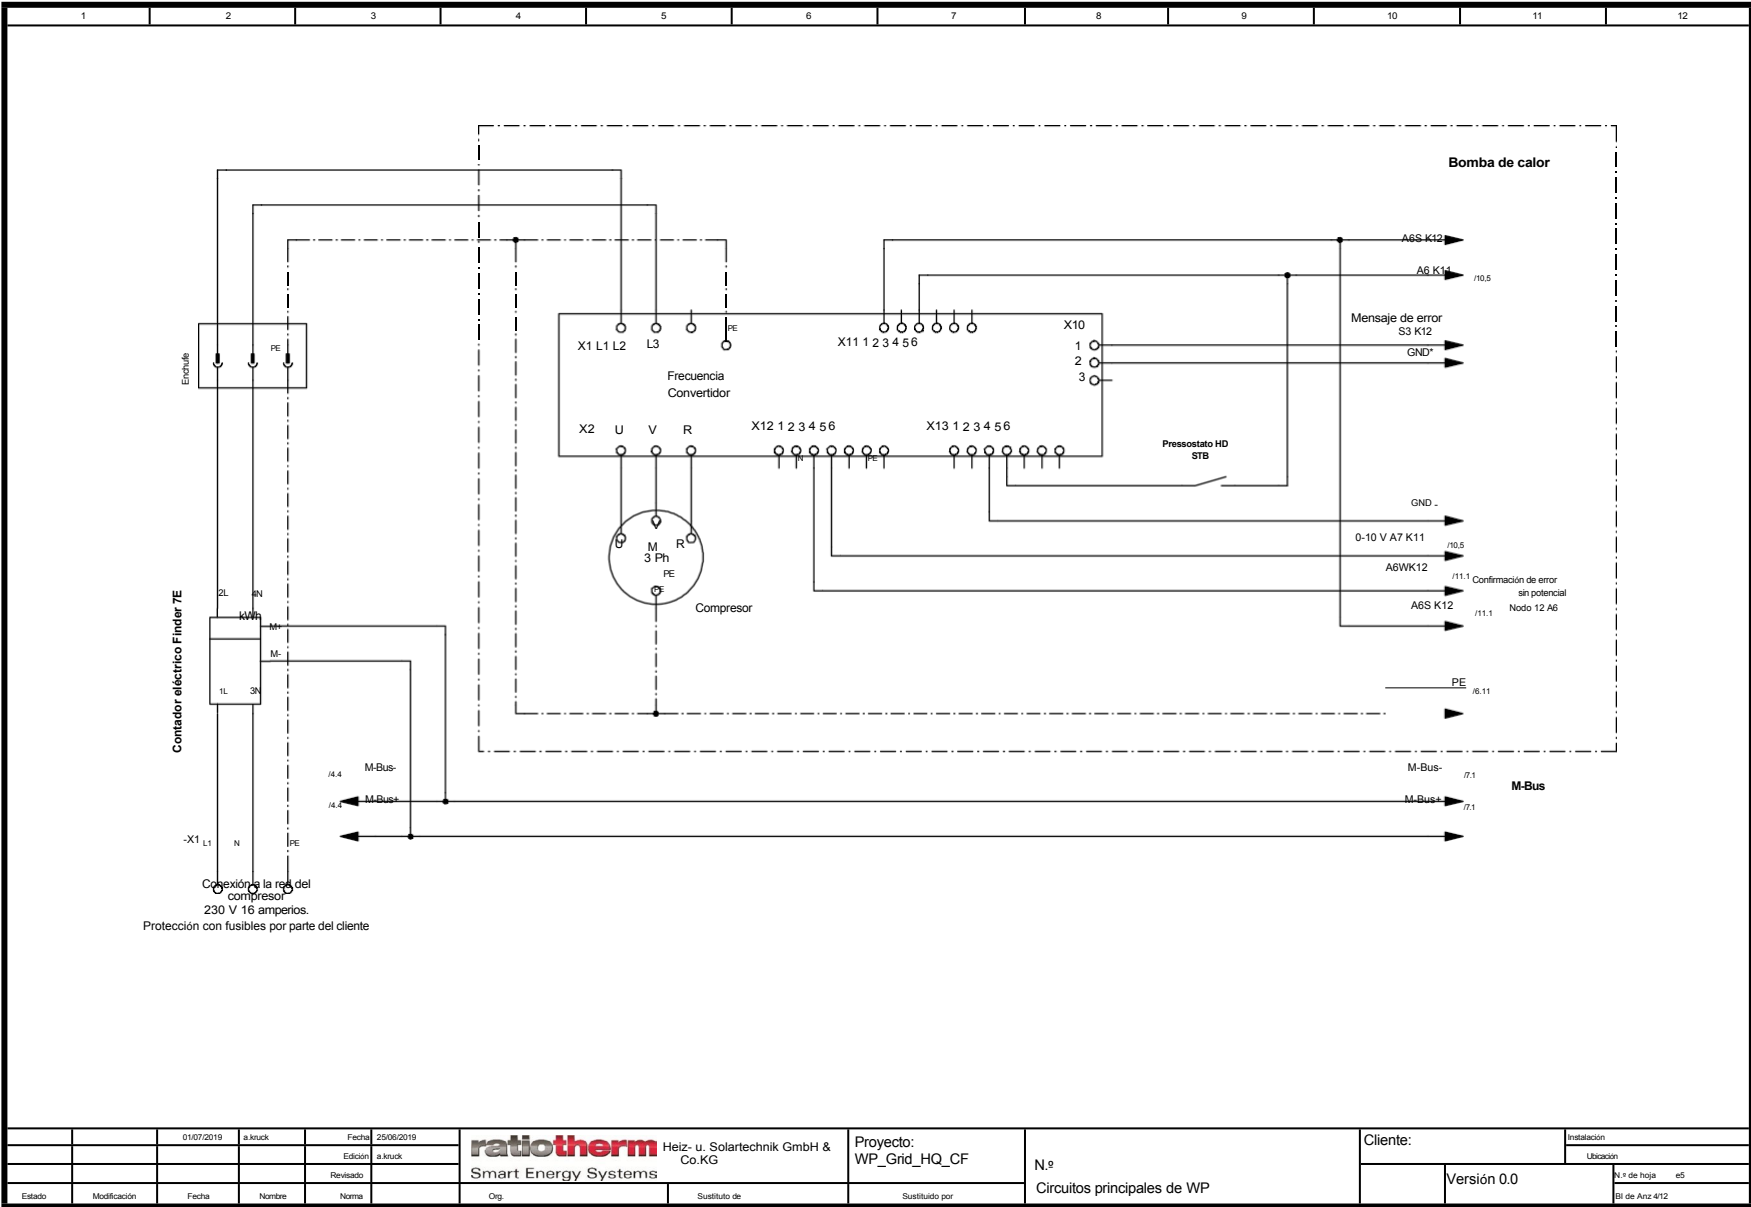 1 2 3 4 5 6 7 8 9 10 11 12
Bomba de calor
A6S K12
A6 K11
/10,5
Mensaje de error
S3 K12
GND*
Enchufe
PE
PE
X1 L1 L2
L3
X11 1 2 3 4 5 6
X10
1
2
3
Frecuencia
Convertidor
X2 U V R
X12 1 2 3 4 5 6
X13 1 2 3 4 5 6
N
PE
Pressostato HD
STB
GND -
0-10 V A7 K11
/10,5
A6WK12
/11.1
Confirmación de error
sin potencial
A6S K12
/11.1
Nodo 12 A6
V
U
M
R
3 Ph
PE
PE
Compresor
Contador eléctrico Finder 7E
2L
4N
kWh
M+
M-
1L
3N
PE
/6.11
/4.4
M-Bus-
/4.4
M-Bus+
M-Bus-
/7.1
M-Bus
M-Bus+
/7.1
-X1
L1
N
PE
Conexión a la red del
compresor
230 V 16 amperios.
Protección con fusibles por parte del cliente
01/07/2019 a.kruck Fecha 25/06/2019
Edición a.kruck
Revisado
Estado Modificación Fecha Nombre Norma
ratiotherm
Smart Energy Systems
Heiz- u. Solartechnik GmbH &
Co.KG
Org.
Sustituto de
Proyecto:
WP_Grid_HQ_CF
Sustituido por
N.º
Circuitos principales de WP
Cliente:
Versión 0.0
Instalación
Ubicación
N.º de hoja e5
Bl de Anz 4/12